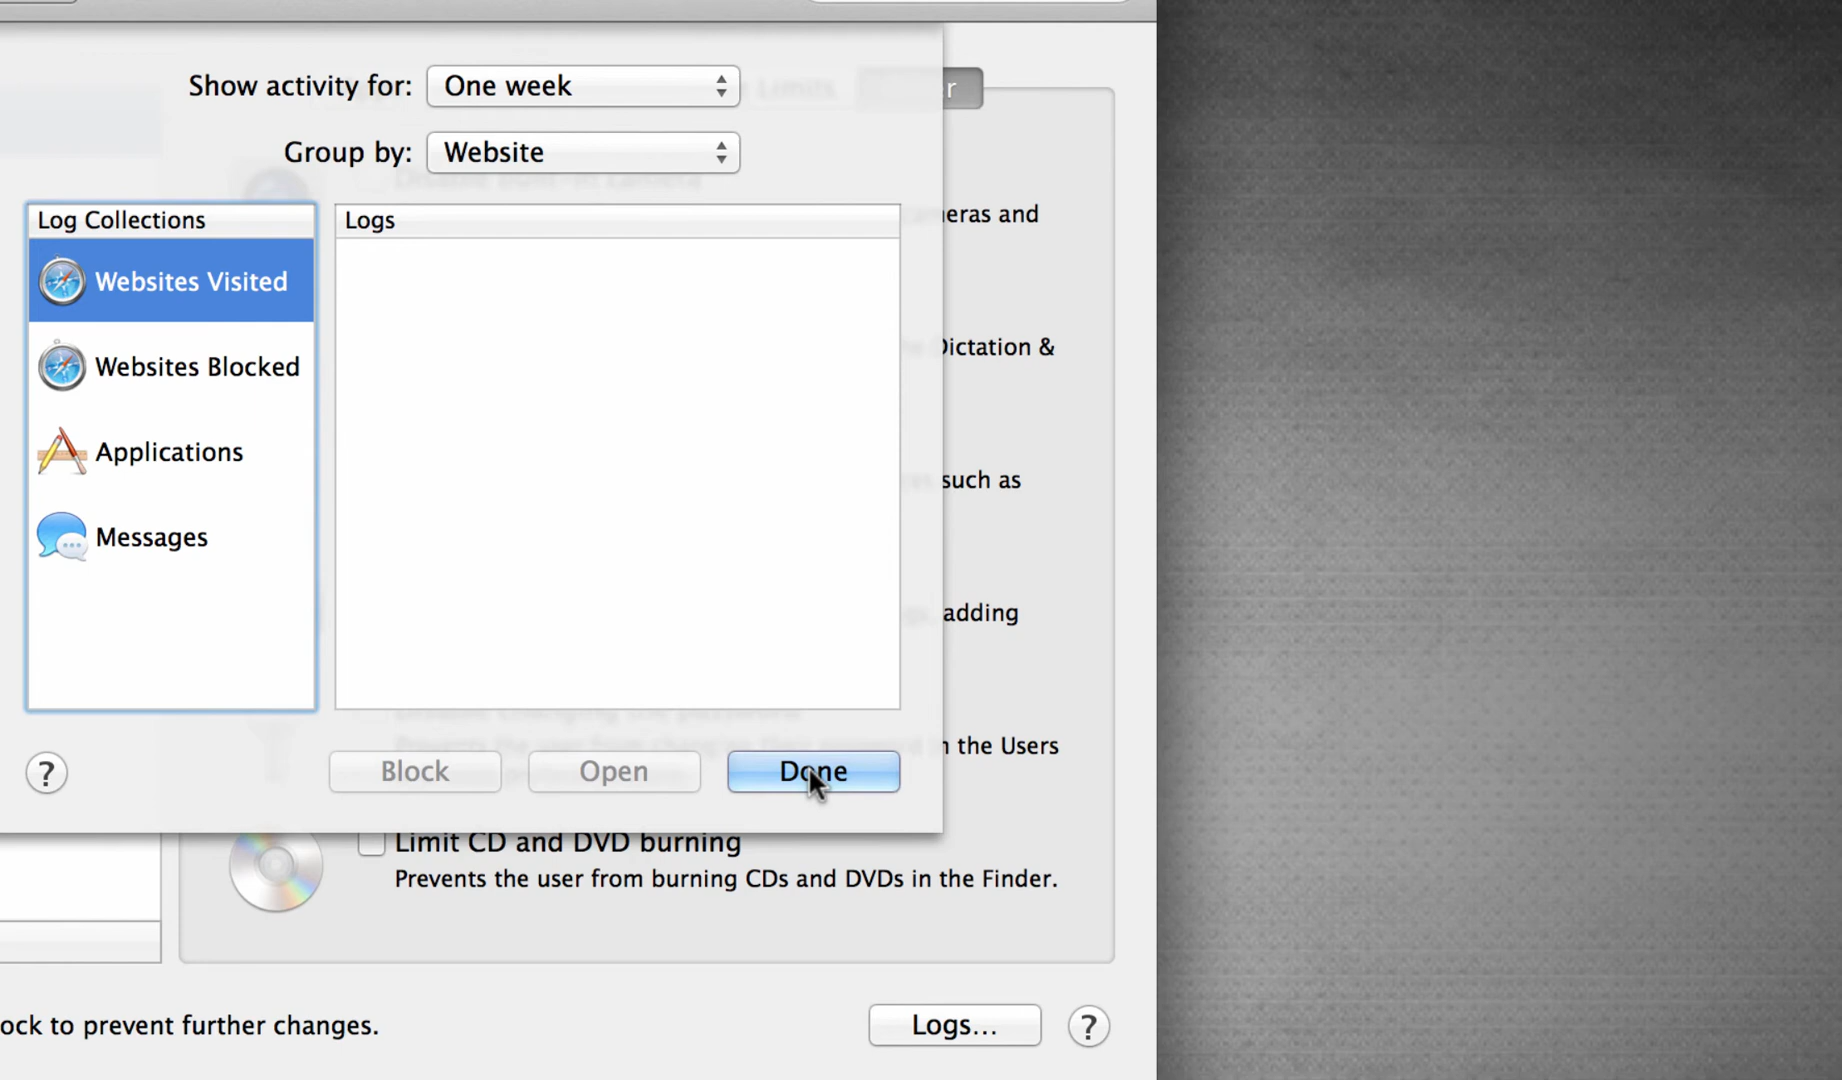 Show activity for: One week
Limits
r
Group by: Website
Log Collections
Logs
Websites Visited
Websites Blocked
Applications
Messages
eras and
Dictation &
such as
adding
n the Users
?
Block
Open
Done
Limit CD and DVD burning
Prevents the user from burning CDs and DVDs in the Finder.
ock to prevent further changes.
Logs...
?